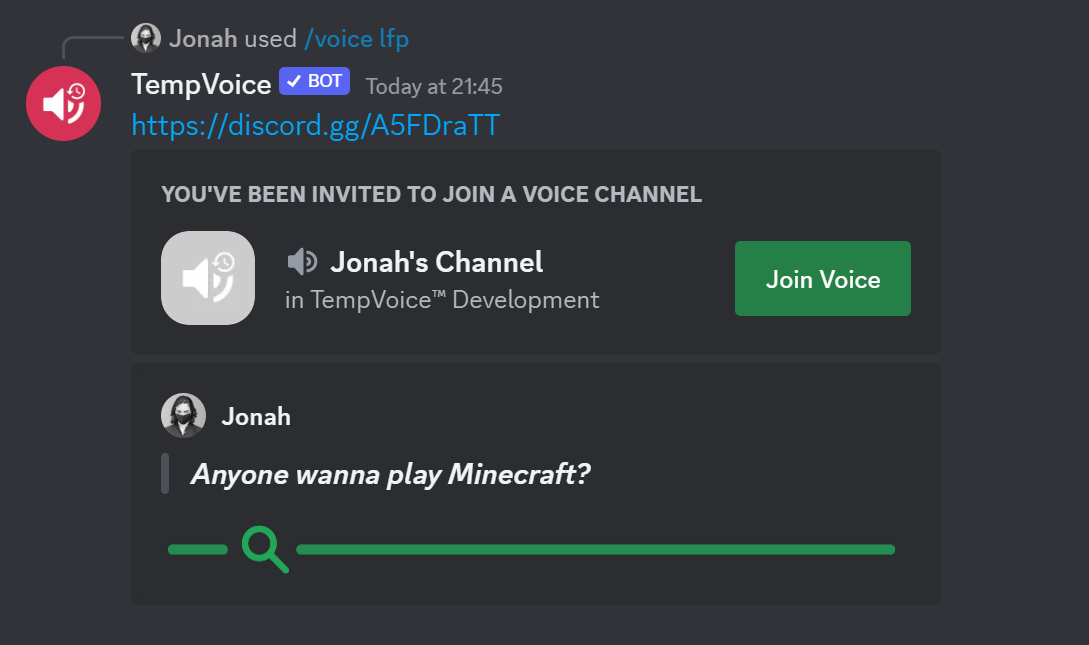 Jonah used /voice lfp
TempVoice BOT Today at 21:45
https://discord.gg/A5FDraTT
YOU'VE BEEN INVITED TO JOIN A VOICE CHANNEL
Jonah's Channel
in TempVoice™ Development
Join Voice
Jonah
Anyone wanna play Minecraft?